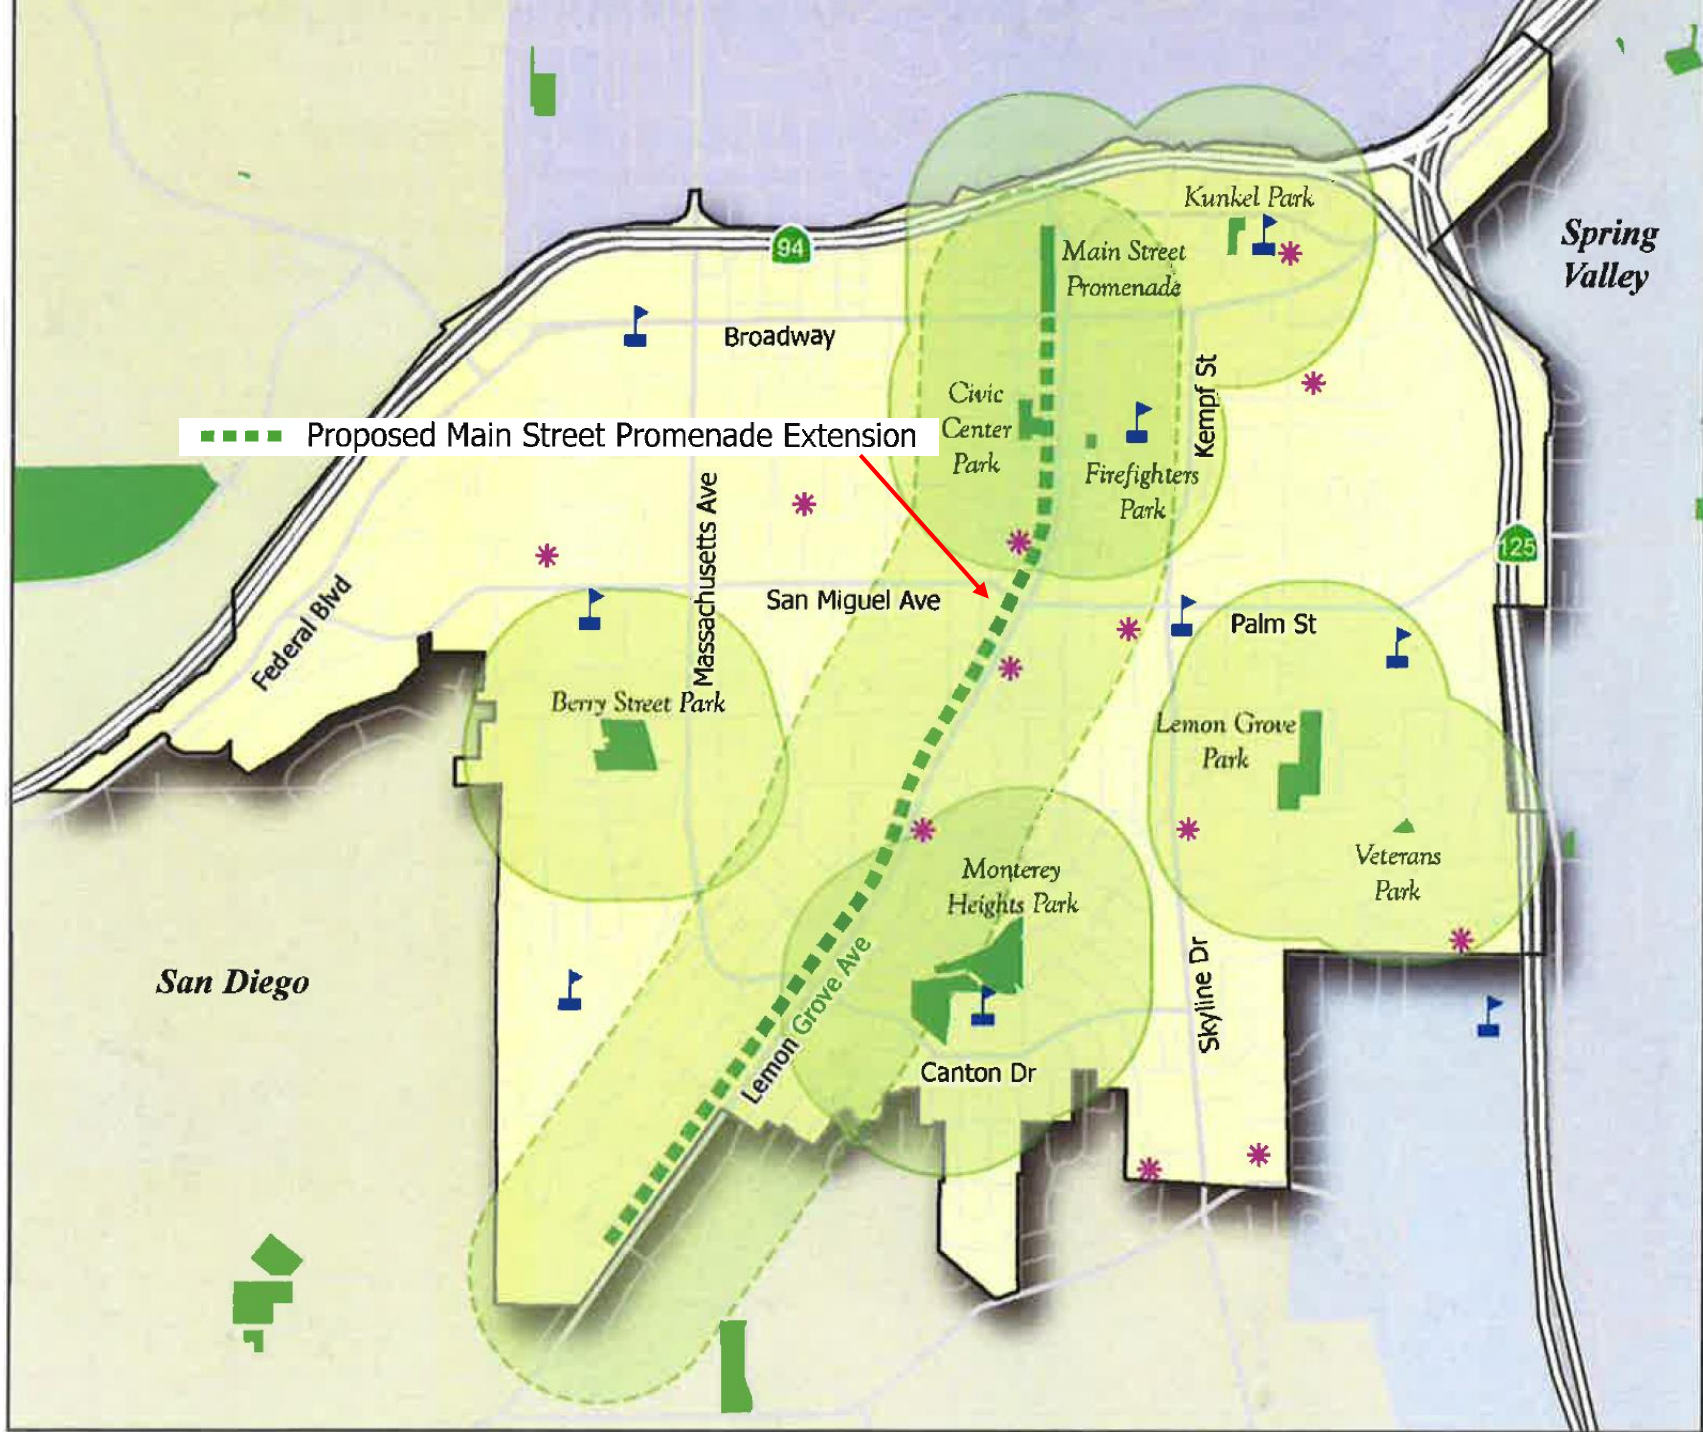 Kunkel Park
Spring
Valley
94
Main Street
Promenade
Broadway
Kempf St
Civic
Center
Park
Proposed Main Street Promenade Extension
Firefighters
Park
Massachusetts Ave
125
San Miguel Ave
Palm St
Federal Blvd
Berry Street Park
Lemon Grove
Park
Monterey
Heights Park
Veterans
Park
San Diego
Lemon Grove Ave
Skyline Dr
Canton Dr